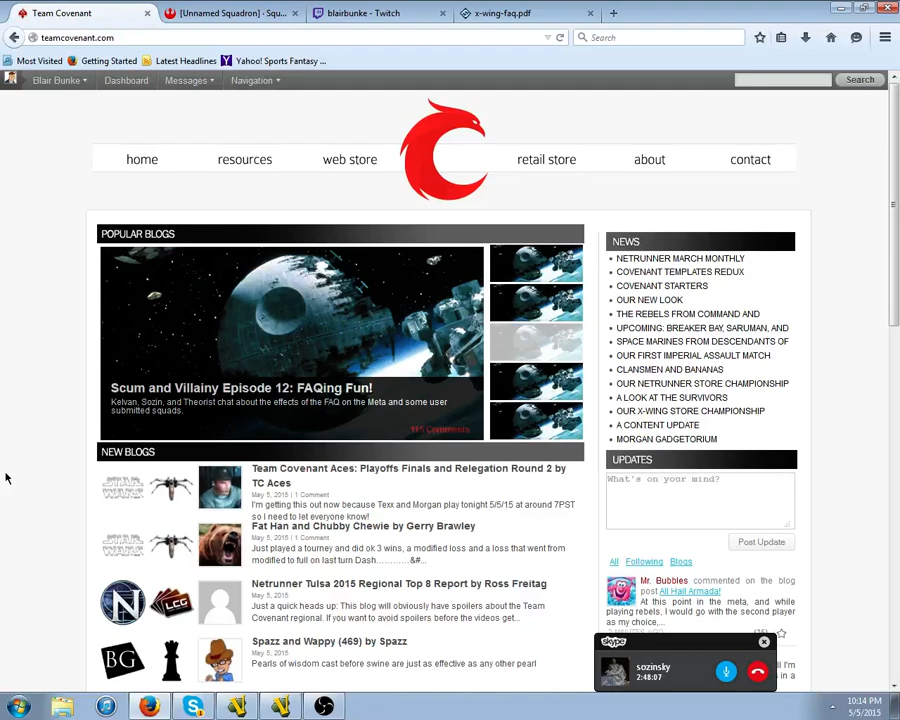 Team Covenant
[Unnamed Squadron] · Squ...
blairbunke - Twitch
x-wing-faq.pdf
teamcovenant.com
Search
Most Visited
Getting Started
Latest Headlines
Yahoo! Sports Fantasy ...
Blair Bunke
Dashboard
Messages
Navigation
Search
home
resources
web store
retail store
about
contact
POPULAR BLOGS
Scum and Villainy Episode 12: FAQing Fun!
Kelvan, Sozin, and Theorist chat about the effects of the FAQ on the Meta and some user
submitted squads.
115 Comments
NEW BLOGS
STAR WARS
Team Covenant Aces: Playoffs Finals and Relegation Round 2 by
TC Aces
May 5, 2015 | 1 Comment
I'm getting this out now because Texx and Morgan play tonight 5/5/15 at around 7PST
so I need to let everyone know!
STAR WARS
Fat Han and Chubby Chewie by Gerry Brawley
May 5, 2015 | 1 Comment
Just played a tourney and did ok 3 wins, a modified loss and a loss that went from
modified to full on last turn &#...
N
LCG
Netrunner Tulsa 2015 Regional Top 8 Report by Ross Freitag
May 5, 2015
Just a quick heads up: This blog will obviously have spoilers about the Team
Covenant regional. If you want to avoid spoilers before the videos get...
BG
Spazz and Wappy (469) by Spazz
May 5, 2015
Pearls of wisdom cast before swine are just as effective as any other pearl
NEWS
NETRUNNER MARCH MONTHLY
COVENANT TEMPLATES REDUX
COVENANT STARTERS
OUR NEW LOOK
THE REBELS FROM COMMAND AND
UPCOMING: BREAKER BAY, SARUMAN, AND
SPACE MARINES FROM DESCENDANTS OF
OUR FIRST IMPERIAL ASSAULT MATCH
CLANSMEN AND BANANAS
OUR NETRUNNER STORE CHAMPIONSHIP
A LOOK AT THE SURVIVORS
OUR X-WING STORE CHAMPIONSHIP
A CONTENT UPDATE
MORGAN GADGETORIUM
UPDATES
What's on your mind?
Post Update
All Following Blogs
Mr. Bubbles commented on the blog
post All Hail Armada!
At this point in the meta, and while
playing rebels, I would go with the second player
as my choice,...
skype
sozinsky
2:48:07
10:14 PM
5/5/2015